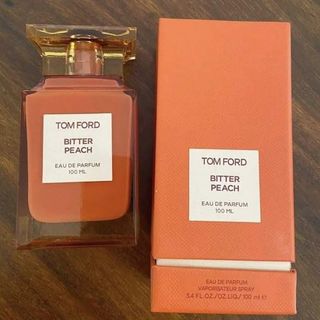 TOM FORD
BITTER
PEACH
EAU DE PARFUM
100 ML
TOM FORD
BITTER
PEACH
EAU DE PARFUM
100 ML
EAU DE PARFUM
VAPORISATEUR SPRAY
3.4 FL.OZ./OZ.LIQ./ 100 ml e